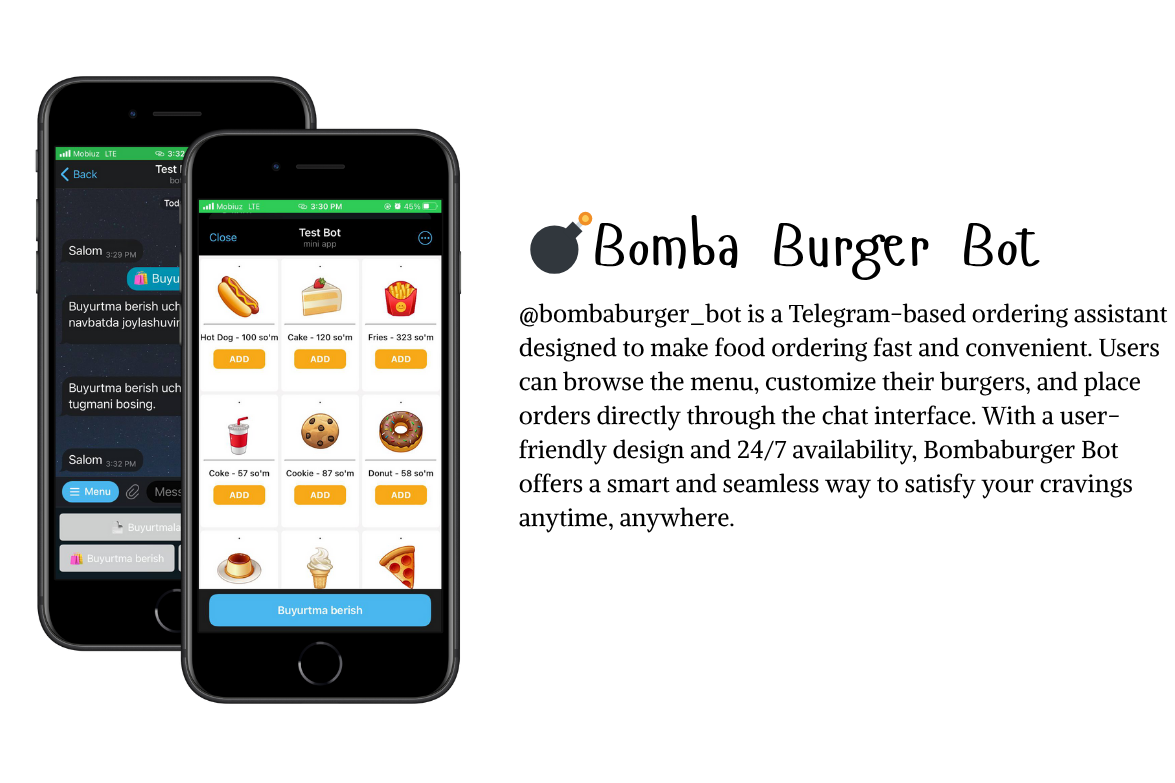 Mobiuz LTE 3:32
Back
Test
Tod
Salom 3:29 PM
Buyu
Buyurtma berish uch
navbatda joylashuvir
Buyurtma berish uch
tugmani bosing.
Salom 3:32 PM
Menu
Mess
Buyurtmala
Buyurtma berish
Mobiuz LTE 3:30 PM 45%
Close
Test Bot
mini app
Hot Dog - 100 so'm Cake - 120 so'm Fries - 323 so'm
ADD ADD ADD
Coke - 57 so'm Cookie - 87 so'm Donut - 58 so'm
ADD ADD ADD
Buyurtma berish
Bomba Burger Bot
@bombaburger_bot is a Telegram-based ordering assistant
designed to make food ordering fast and convenient. Users
can browse the menu, customize their burgers, and place
orders directly through the chat interface. With a user-
friendly design and 24/7 availability, Bombaburger Bot
offers a smart and seamless way to satisfy your cravings
anytime, anywhere.